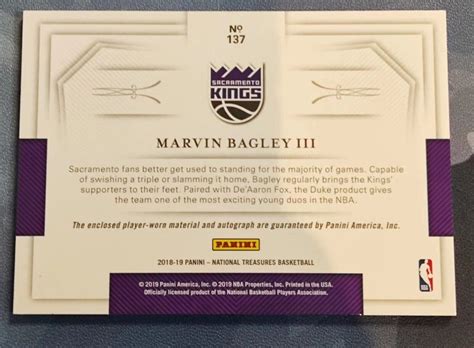 Nº
137
SACRAMENTO
KINGS
MARVIN BAGLEY III
Sacramento fans better get used to standing for the majority of games. Capable
of swishing a triple or slamming it home, Bagley regularly brings the Kings'
supporters to their feet. Paired with De'Aaron Fox, the Duke product gives
the team one of the most exciting young duos in the NBA.
The enclosed player-worn material and autograph are guaranteed by Panini America, Inc.
PANINI
2018-19 PANINI - NATIONAL TREASURES BASKETBALL
© 2019 Panini America, Inc. © 2019 NBA Properties, Inc. Printed in the USA.
Officially licensed product of the National Basketball Players Association.
NBA